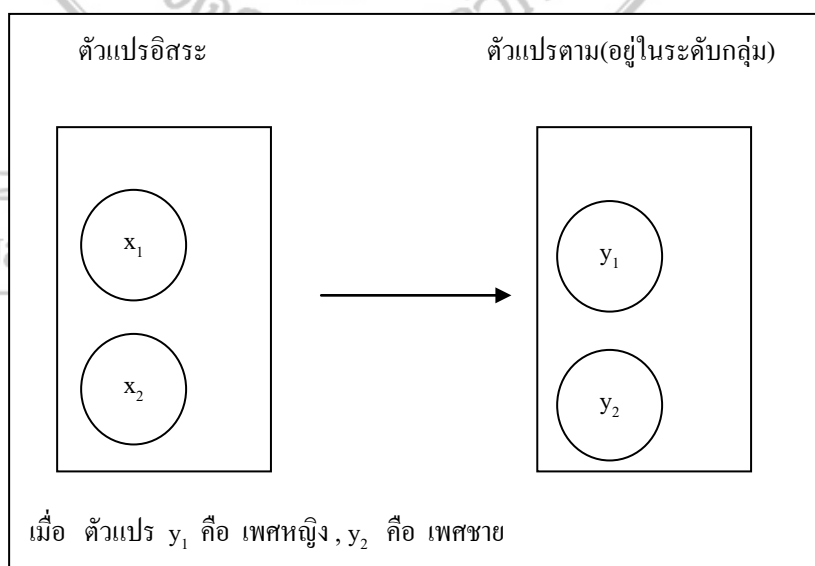 ตัวแปรอิสระ ตัวแปรตาม(อยู่ในระดับกลุ่ม)
x₁ y₁
x₂ y₂
เมื่อ ตัวแปร y₁ คือ เพศหญิง , y₂ คือ เพศชาย